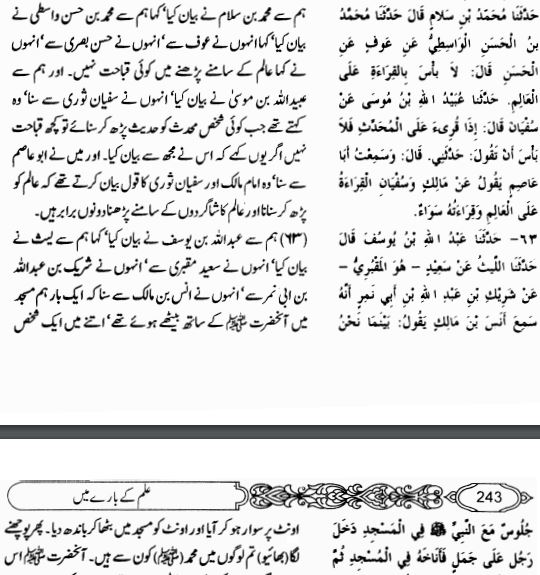 حَدَّثَنَا مُحَمَّدُ بْنُ سَلَامٍ قَالَ حَدَّثَنَا مُحَمَّدُ
بْنُ الْحَسَنِ الْوَاسِطِيُّ عَنْ عَوفٍ عَنِ
الْحَسَنِ قَالَ: لاَ بَأْسَ بِالقِرَاءَةِ عَلَى
الْعَالِمِ. حَدَّثَنَا عُبَيْدُ اللهِ بْنُ مُوسَى عَنْ
سُفْيَانَ قَالَ: إِذَا قُرِىءَ عَلَى الْمُحَدِّثِ فَلاَ
بَأْسَ أَنْ تَقُولَ: حَدَّثَنِي. قَالَ: وَسَمِعْتُ أَبَا
عَاصِمٍ يَقُولُ عَنْ مَالِكٍ وَسُفْيَانَ الْقِرَاءَةُ
عَلَى الْعَالِمِ وَقِرَاءَتُهُ سَوَاءٌ.
٦٣- حَدَّثَنَا عَبْدُ اللهِ بْنُ يُوسُفَ قَالَ
حَدَّثَنَا اللَّيْثُ عَنْ سَعِيْدٍ – هُوَ الْمَقْبُرِيُّ –
عَنْ شَرِيْكِ بْنِ عَبْدِ اللهِ بْنِ أَبِي نَمِرٍ أَنَّهُ
سَمِعَ أَنَسَ بْنَ مَالِكٍ يَقُولُ: بَيْنَمَا نَحْنُ
ہم سے محمد بن سلام نے بیان کیا' کہا ہم سے محمد بن حسن واسطی نے
بیان کیا' کہا انہوں نے عوف سے' انہوں نے حسن بصری سے' انہوں
نے کہا عالم کے سامنے پڑھنے میں کوئی قباحت نہیں۔ اور ہم سے
عبید اللہ بن موسیٰ نے بیان کیا' انہوں نے سفیان ثوری سے سنا' وہ
کہتے تھے جب کوئی شخص محدث کو حدیث پڑھ کر سنائے تو کچھ قباحت
نہیں اگر یوں کہے کہ اس نے مجھ سے بیان کیا۔ اور میں نے ابو عاصم
سے سنا' وہ امام مالک اور سفیان ثوری کا قول بیان کرتے تھے کہ عالم کو
پڑھ کر سنانا اور عالم کا شاگردوں کے سامنے پڑھنا دونوں برابر ہیں۔
(۶۳) ہم سے عبداللہ بن یوسف نے بیان کیا' کہا ہم سے لیث نے
بیان کیا' انہوں نے سعید مقبری سے' انہوں نے شریک بن عبداللہ
بن ابی نمر سے' انہوں نے انس بن مالک سے سنا کہ ایک بار ہم مسجد
میں آنحضرت ﷺ کے ساتھ بیٹھے ہوئے تھے' اتنے میں ایک شخص
243
علم کے بارے میں
جُلُوسٌ مَعَ النَّبِيِّ ﷺ فِي الْمَسْجِدِ دَخَلَ
رَجُلٌ عَلَى جَمَلٍ فَأَنَاخَهُ فِي الْمَسْجِدِ ثُمَّ
اونٹ پر سوار ہو کر آیا اور اونٹ کو مسجد میں بٹھا کر باندھ دیا۔ پھر پوچھنے
لگا (بھائیو) تم لوگوں میں محمد (ﷺ) کون سے ہیں۔ آنحضرت ﷺ اس